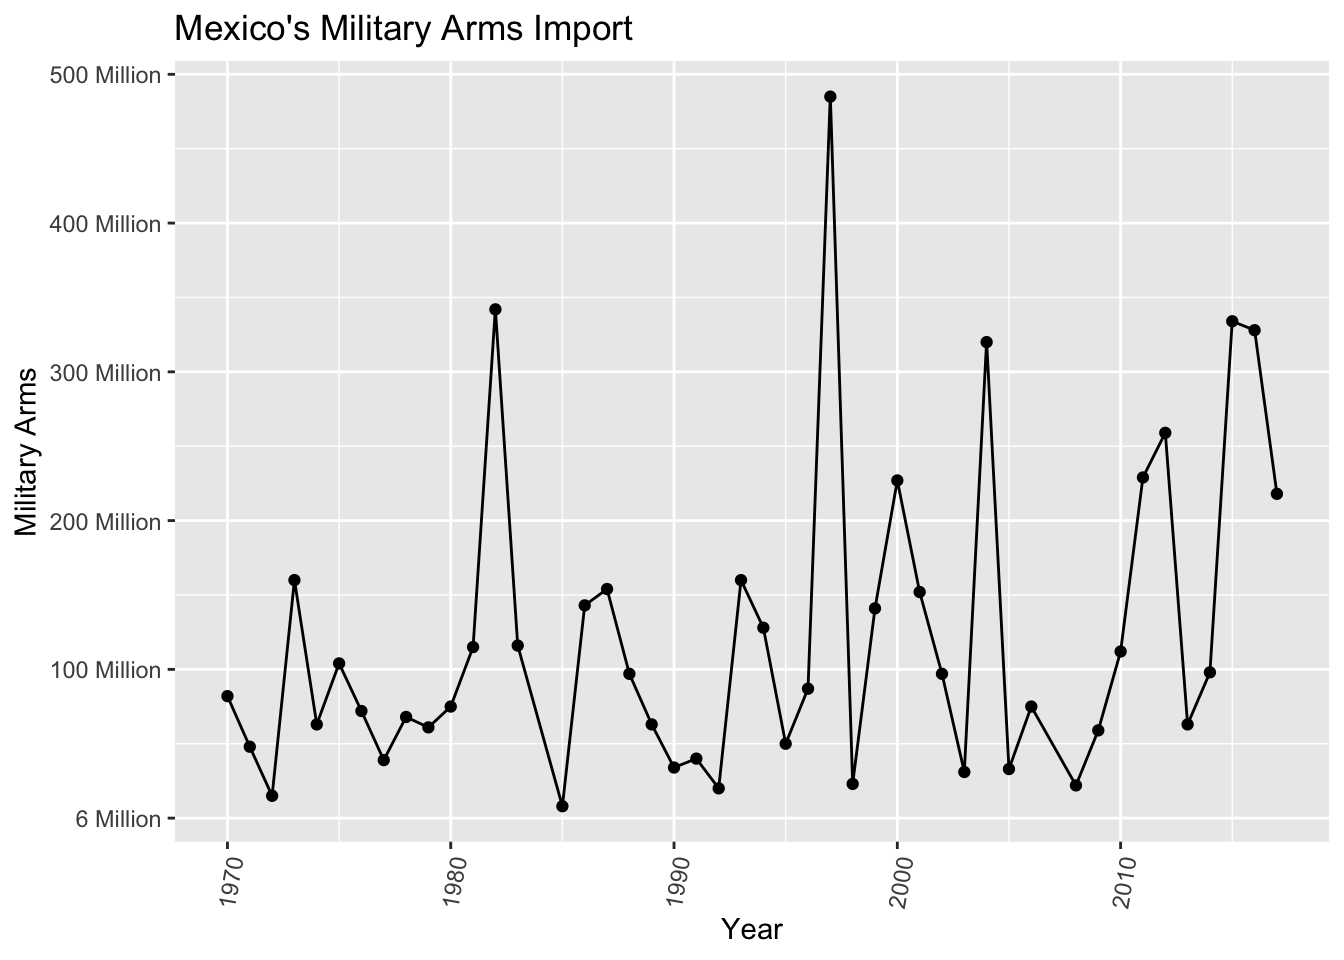 Mexico's Military Arms Import
500 Million
400 Million
300 Million
200 Million
100 Million
6 Million
Military Arms
1970
1980
1990
2000
2010
Year